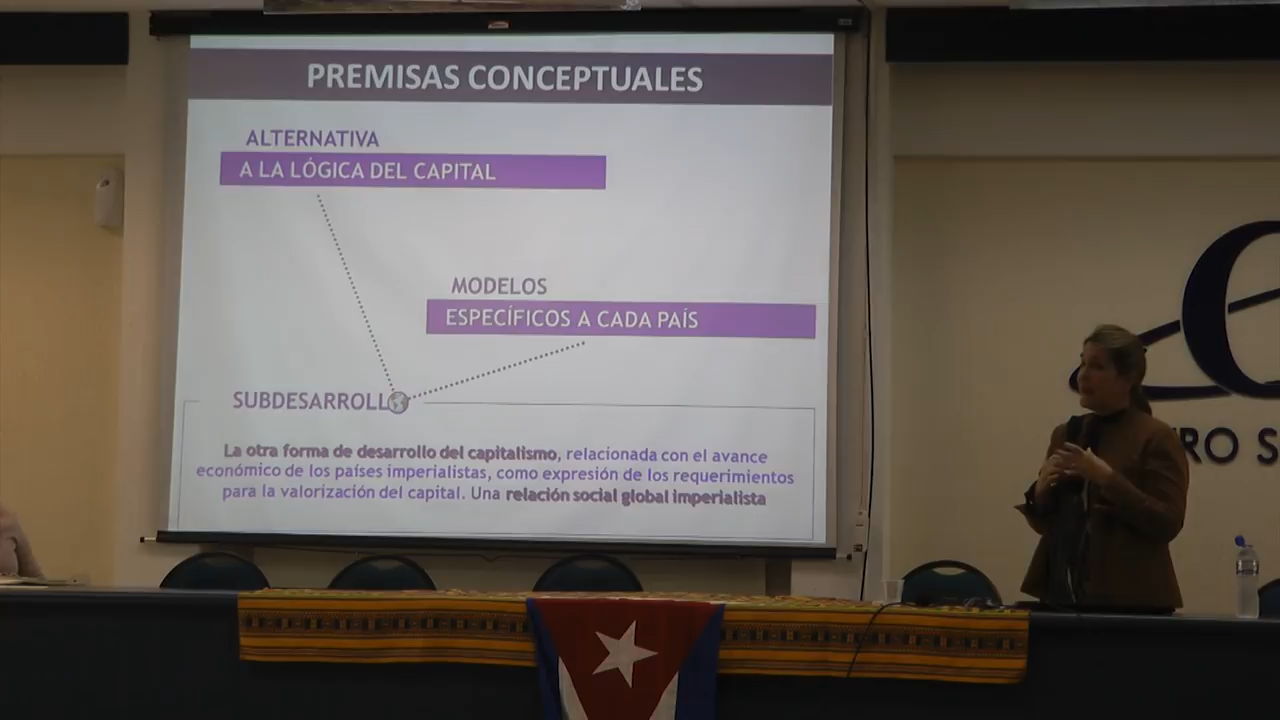 PREMISAS CONCEPTUALES
ALTERNATIVA
A LA LÓGICA DEL CAPITAL
MODELOS
ESPECÍFICOS A CADA PAÍS
SUBDESARROLL
La otra forma de desarrollo del capitalismo, relacionada con el avance
económico de los países imperialistas, como expresión de los requerimientos
para la valorización del capital. Una relación social global imperialista
RO S